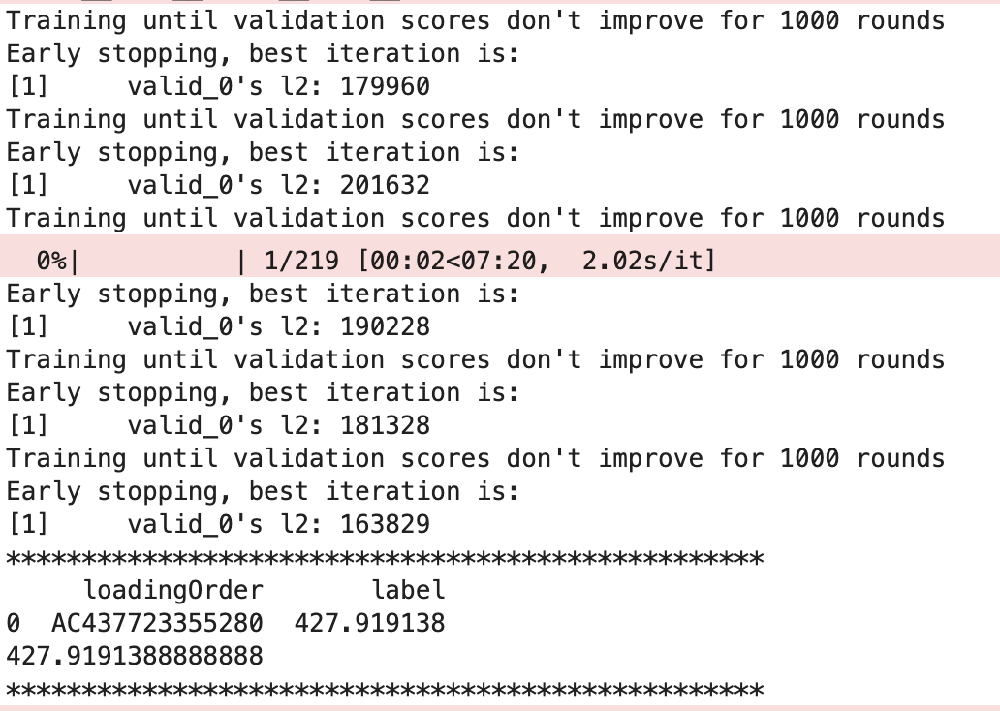 Training until validation scores don't improve for 1000 rounds
Early stopping, best iteration is:
[1]     valid_0's l2: 179960
Training until validation scores don't improve for 1000 rounds
Early stopping, best iteration is:
[1]     valid_0's l2: 201632
Training until validation scores don't improve for 1000 rounds
  0%|          | 1/219 [00:02<07:20,  2.02s/it]
Early stopping, best iteration is:
[1]     valid_0's l2: 190228
Training until validation scores don't improve for 1000 rounds
Early stopping, best iteration is:
[1]     valid_0's l2: 181328
Training until validation scores don't improve for 1000 rounds
Early stopping, best iteration is:
[1]     valid_0's l2: 163829
**************************************************
     loadingOrder       label
0  AC437723355280  427.919138
427.9191388888888
**************************************************